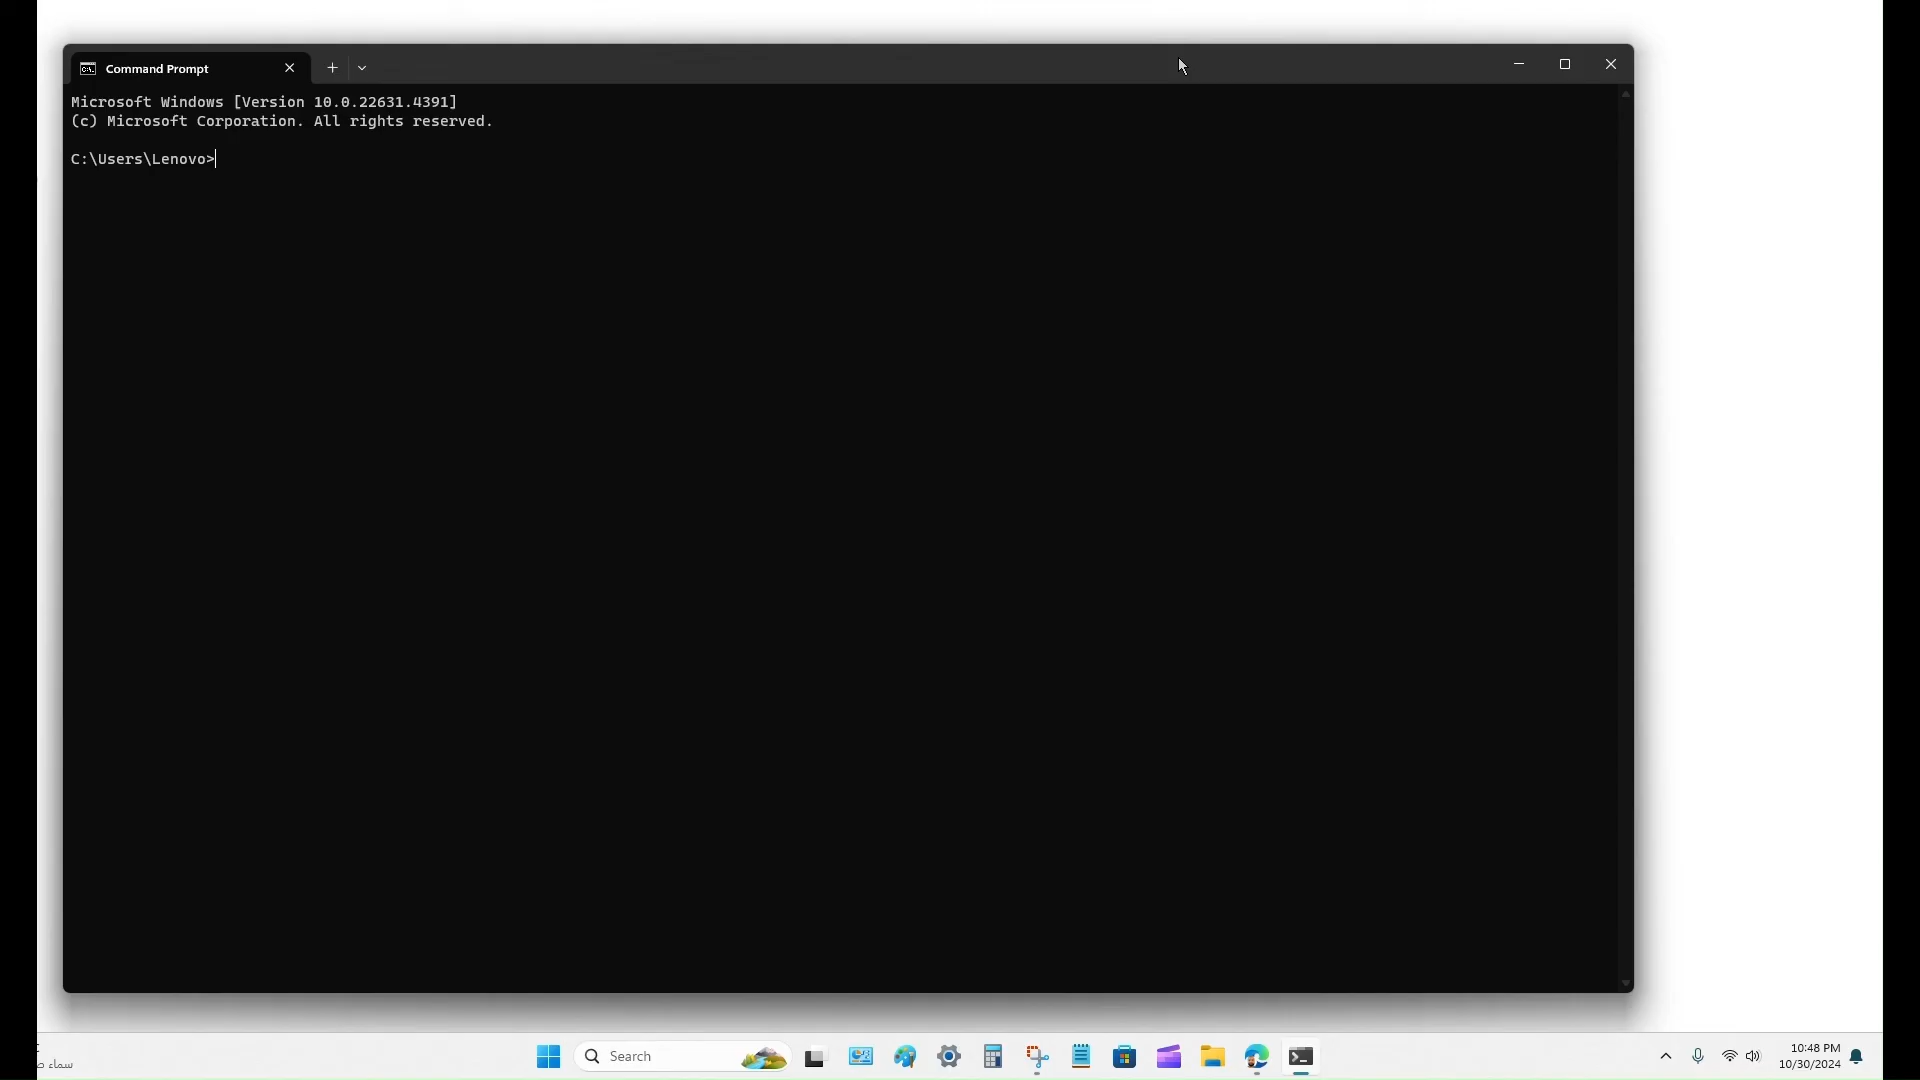 Command Prompt
Microsoft Windows [Version 10.0.22631.4391]
(c) Microsoft Corporation. All rights reserved.
C:\Users\Lenovo>
سماء
Search
10:48 PM
10/30/2024